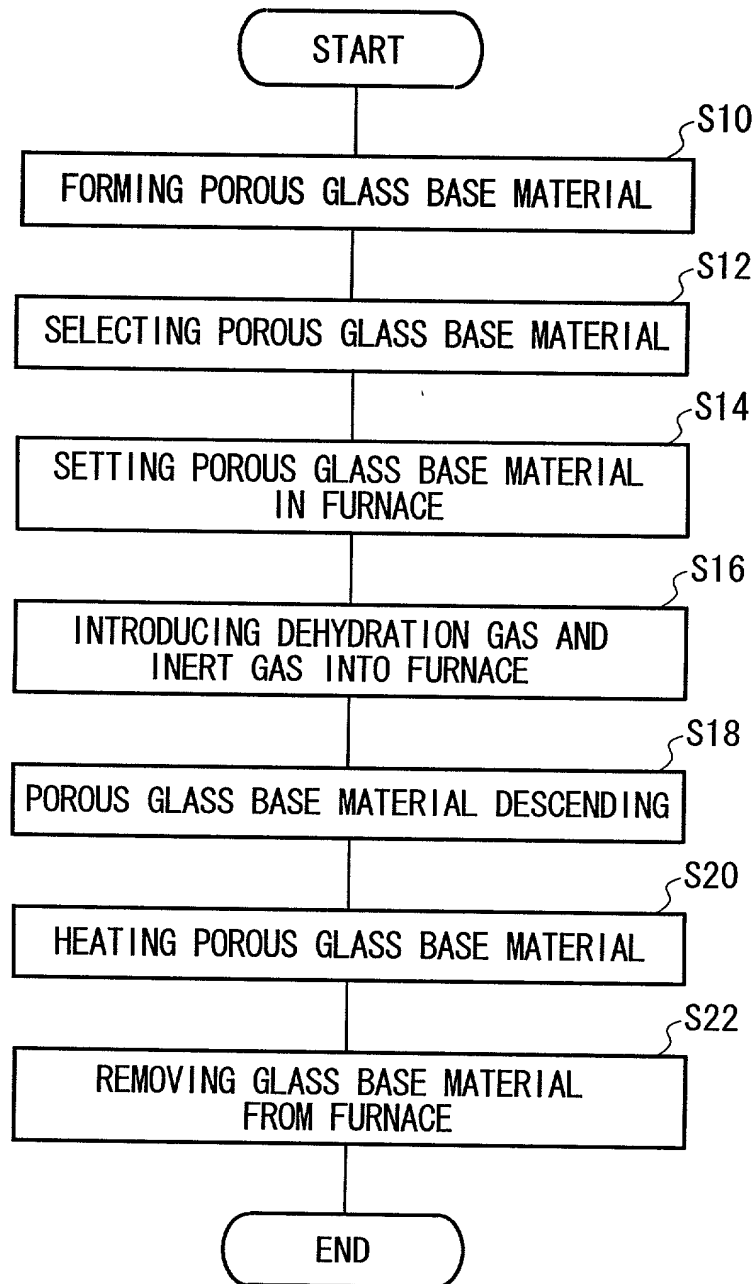 START
S10
FORMING POROUS GLASS BASE MATERIAL
S12
SELECTING POROUS GLASS BASE MATERIAL
S14
SETTING POROUS GLASS BASE MATERIAL
IN FURNACE
S16
INTRODUCING DEHYDRATION GAS AND
INERT GAS INTO FURNACE
S18
POROUS GLASS BASE MATERIAL DESCENDING
S20
HEATING POROUS GLASS BASE MATERIAL
S22
REMOVING GLASS BASE MATERIAL
FROM FURNACE
END